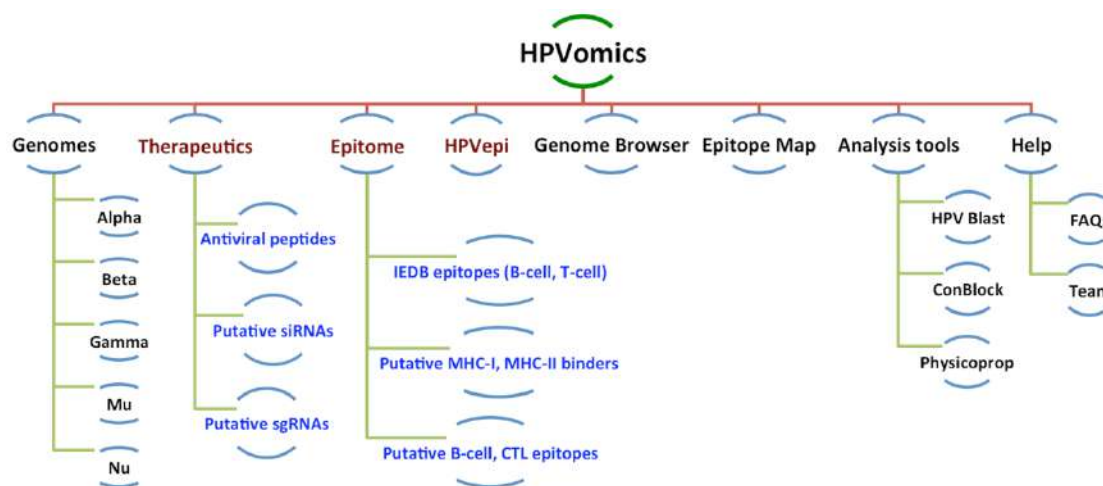 HPVomics
Genomes
Therapeutics
Epitome
HPVepi
Genome Browser
Epitope Map
Analysis tools
Help
Alpha
Beta
Gamma
Mu
Nu
Antiviral peptides
Putative siRNAs
Putative sgRNAs
IEDB epitopes (B-cell, T-cell)
Putative MHC-I, MHC-II binders
Putative B-cell, CTL epitopes
HPV Blast
ConBlock
Physicoprop
FAQ
Team